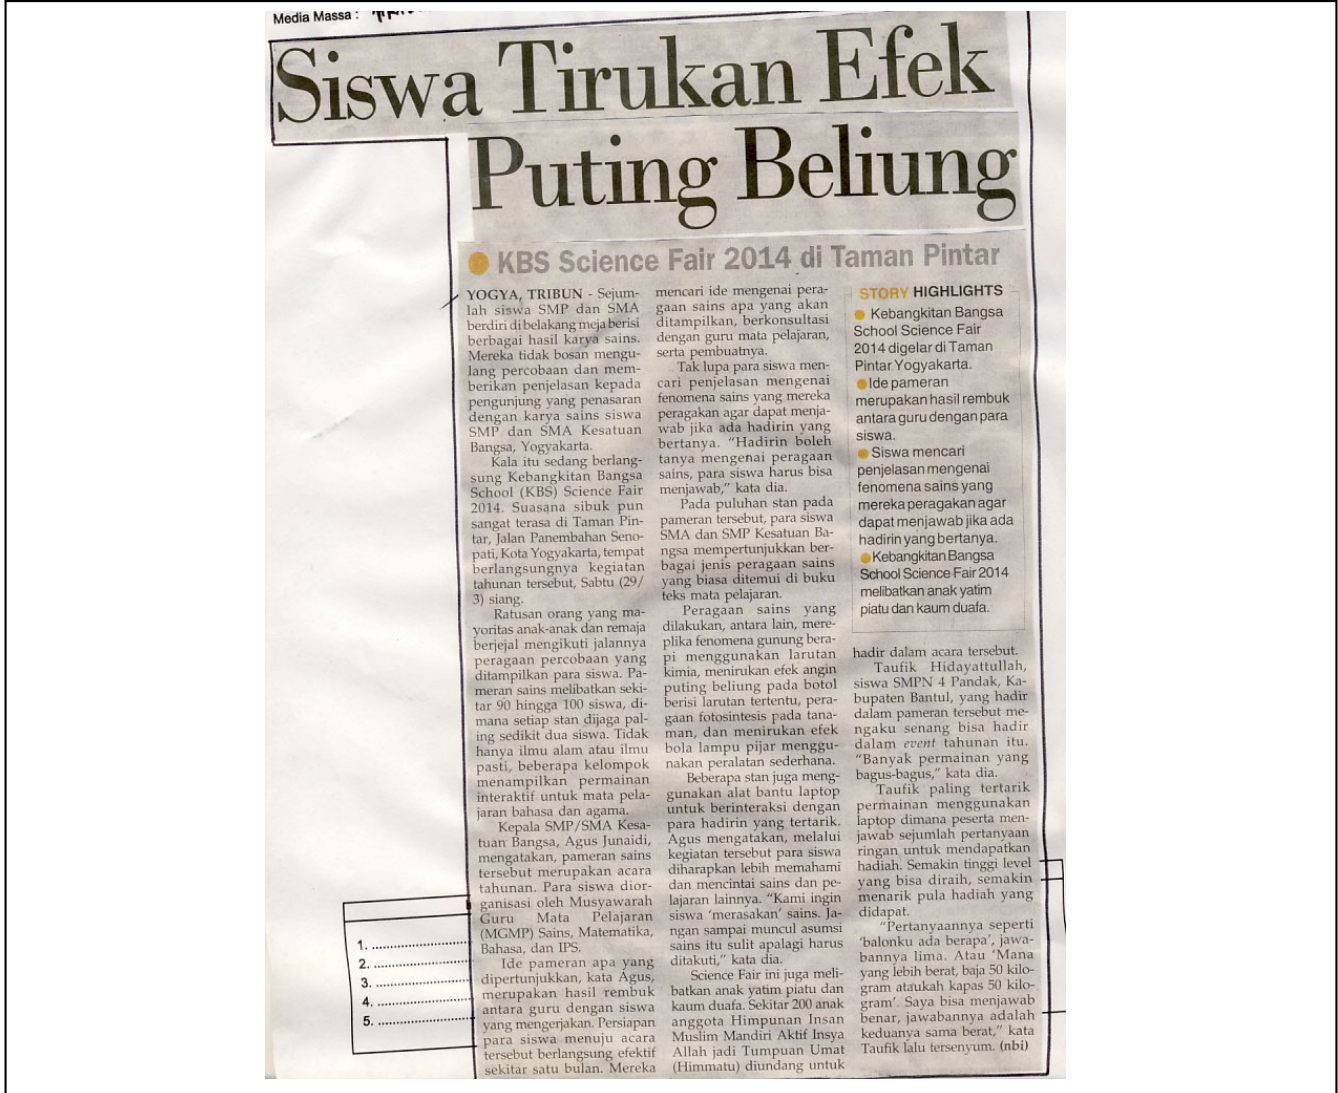 Media Massa :
Siswa Tirukan Efek
Puting Beliung
KBS Science Fair 2014 di Taman Pintar
YOGYA, TRIBUN - Sejum-
lah siswa SMP dan SMA
berdiri di belakang meja berisi
berbagai hasil karya sains.
Mereka tidak bosan mengu-
lang percobaan dan mem-
berikan penjelasan kepada
pengunjung yang penasaran
dengan karya sains siswa
SMP dan SMA Kesatuan
Bangsa, Yogyakarta.
Kala itu sedang berlang-
sung Kebangkitan Bangsa
School (KBS) Science Fair
2014. Suasana sibuk pun
sangat terasa di Taman Pin-
tar, Jalan Panembahan Seno-
pati, Kota Yogyakarta, tempat
berlangsungnya kegiatan
tahunan tersebut, Sabtu (29/
3) siang.
Ratusan orang yang ma-
yoritas anak-anak dan remaja
berjejal mengikuti jalannya
peragaan percobaan yang
ditampilkan para siswa. Pa-
meran sains melibatkan seki-
tar 90 hingga 100 siswa, di-
mana setiap stan dijaga pal-
ing sedikit dua siswa. Tidak
hanya ilmu alam atau ilmu
pasti, beberapa kelompok
menampilkan permainan
interaktif untuk mata pela-
jaran bahasa dan agama.
Kepala SMP/SMA Kesa-
tuan Bangsa, Agus Junaidi,
mengatakan, pameran sains
tersebut merupakan acara
tahunan. Para siswa dior-
ganisasi oleh Musyawarah
Guru Mata Pelajaran
(MGMP) Sains, Matematika,
Bahasa, dan IPS.
Ide pameran apa yang
dipertunjukkan, kata Agus,
merupakan hasil rembuk
antara guru dengan siswa
yang mengerjakan. Persiapan
para siswa menuju acara
tersebut berlangsung efektif
sekitar satu bulan. Mereka
mencari ide mengenai pera-
gaan sains apa yang akan
ditampilkan, berkonsultasi
dengan guru mata pelajaran,
serta pembuatnya.
Tak lupa para siswa men-
cari penjelasan mengenai
fenomena sains yang mereka
peragakan agar dapat menja-
wab jika ada hadirin yang
bertanya. “Hadirin boleh
tanya mengenai peragaan
sains, para siswa harus bisa
menjawab,” kata dia.
Pada puluhan stan pada
pameran tersebut, para siswa
SMA dan SMP Kesatuan Ba-
ngsa mempertunjukkan ber-
bagai jenis peragaan sains
yang biasa ditemui di buku
teks mata pelajaran.
Peragaan sains yang
dilakukan, antara lain, mere-
plika fenomena gunung bera-
pi menggunakan larutan
kimia, menirukan efek angin
puting beliung pada botol
berisi larutan tertentu, pera-
gaan fotosintesis pada tana-
man, dan menirukan efek
bola lampu pijar menggu-
nakan peralatan sederhana.
Beberapa stan juga meng-
gunakan alat bantu laptop
untuk berinteraksi dengan
para hadirin yang tertarik.
Agus mengatakan, melalui
kegiatan tersebut para siswa
diharapkan lebih memahami
dan mencintai sains dan pe-
lajaran lainnya. “Kami ingin
siswa ‘merasakan’ sains. Ja-
ngan sampai muncul asumsi
sains itu sulit apalagi harus
ditakuti,” kata dia.
Science Fair ini juga meli-
batkan anak yatim piatu dan
kaum duafa. Sekitar 200 anak
anggota Himpunan Insan
Muslim Mandiri Aktif Insya
Allah jadi Tumpuan Umat
(Himmatu) diundang untuk
STORY HIGHLIGHTS
Kebangkitan Bangsa
School Science Fair
2014 digelar di Taman
Pintar Yogyakarta.
Ide pameran
merupakan hasil rembuk
antara guru dengan para
siswa.
Siswa mencari
penjelasan mengenai
fenomena sains yang
mereka peragakan agar
dapat menjawab jika ada
hadirin yang bertanya.
Kebangkitan Bangsa
School Science Fair 2014
melibatkan anak yatim
piatu dan kaum duafa.
hadir dalam acara tersebut.
Taufik Hidayattullah,
siswa SMPN 4 Pandak, Ka-
bupaten Bantul, yang hadir
dalam pameran tersebut me-
ngaku senang bisa hadir
dalam event tahunan itu.
“Banyak permainan yang
bagus-bagus,” kata dia.
Taufik paling tertarik
permainan menggunakan
laptop dimana peserta men-
jawab sejumlah pertanyaan
ringan untuk mendapatkan
hadiah. Semakin tinggi level
yang bisa diraih, semakin
menarik pula hadiah yang
didapat.
“Pertanyaannya seperti
‘balonku ada berapa’, jawa-
bannya lima. Atau ‘Mana
yang lebih berat, baja 50 kilo-
gram ataukah kapas 50 kilo-
gram’. Saya bisa menjawab
benar, jawabannya adalah
keduanya sama berat,” kata
Taufik lalu tersenyum. (nbi)
1. ....................
2. ....................
3. ....................
4. ....................
5. ....................